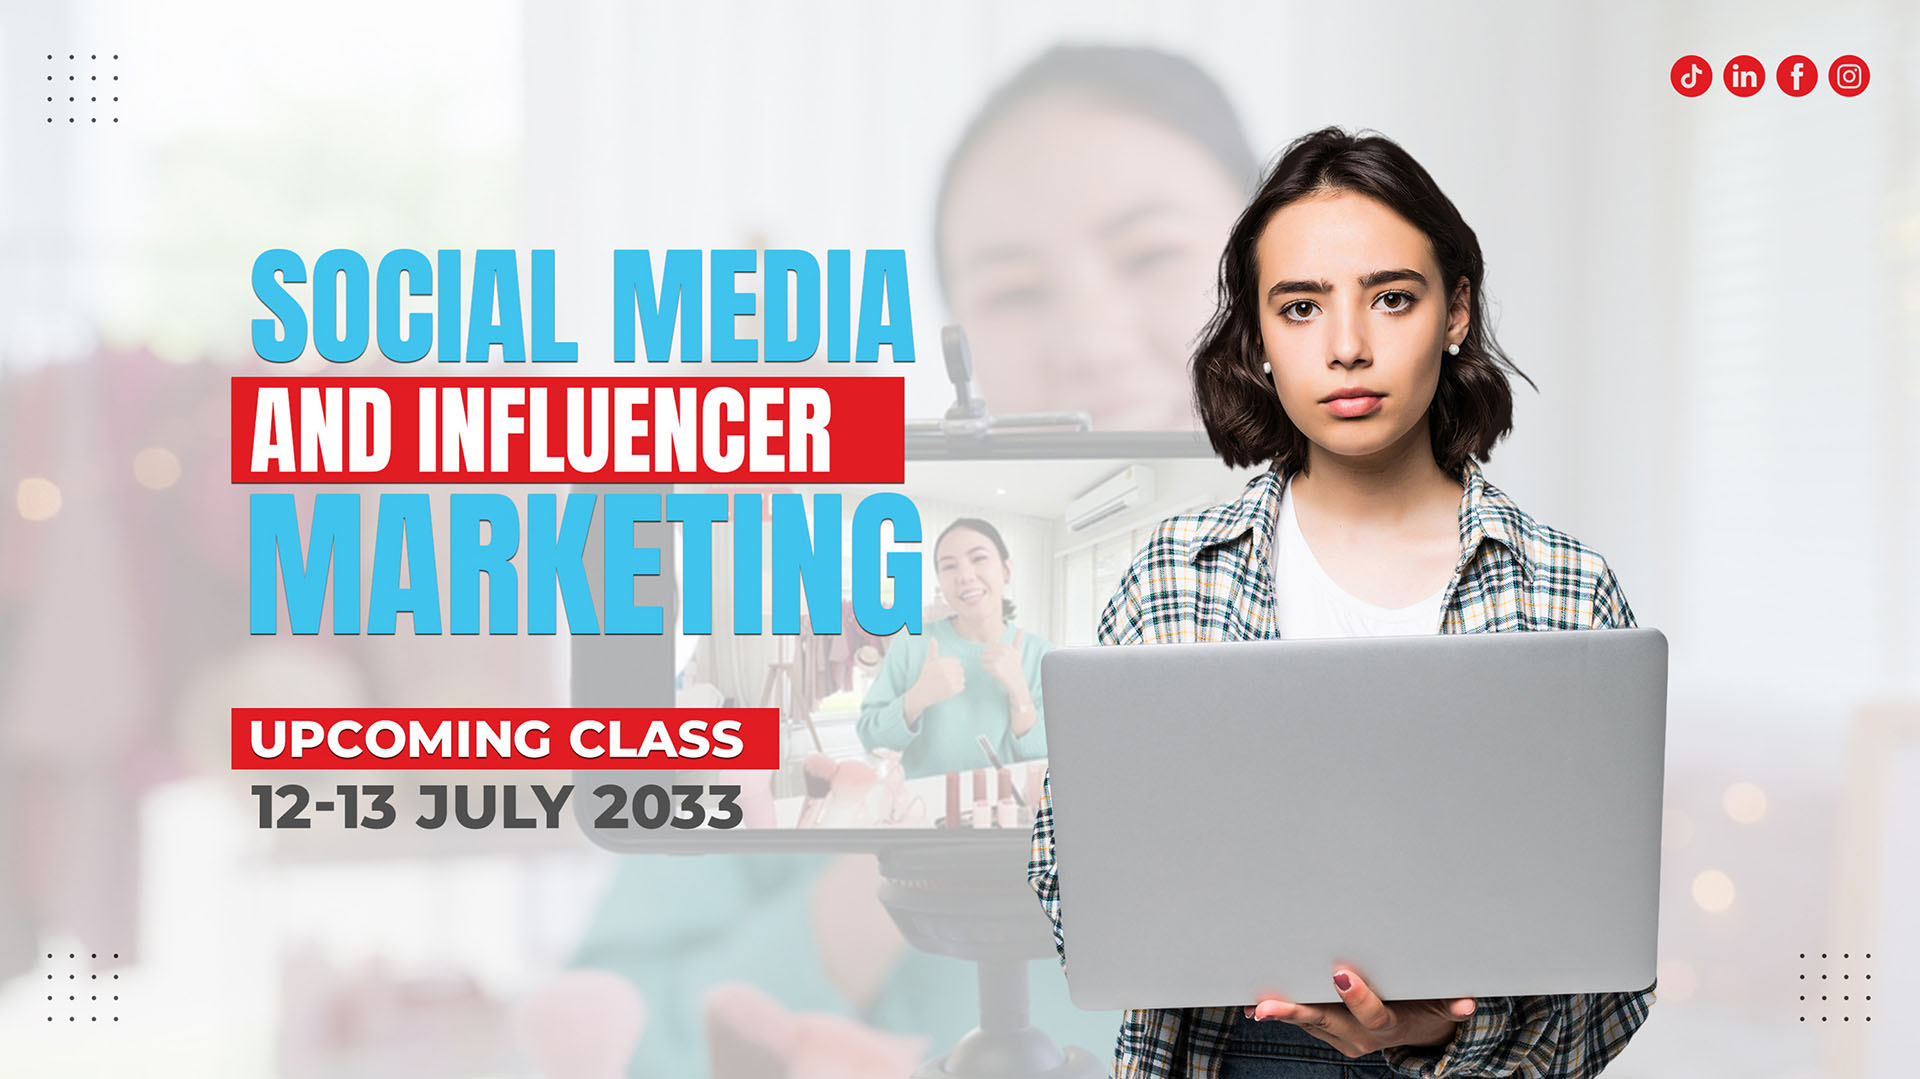 SOCIAL MEDIA
AND INFLUENCER
MARKETING
UPCOMING CLASS
12-13 JULY 2033